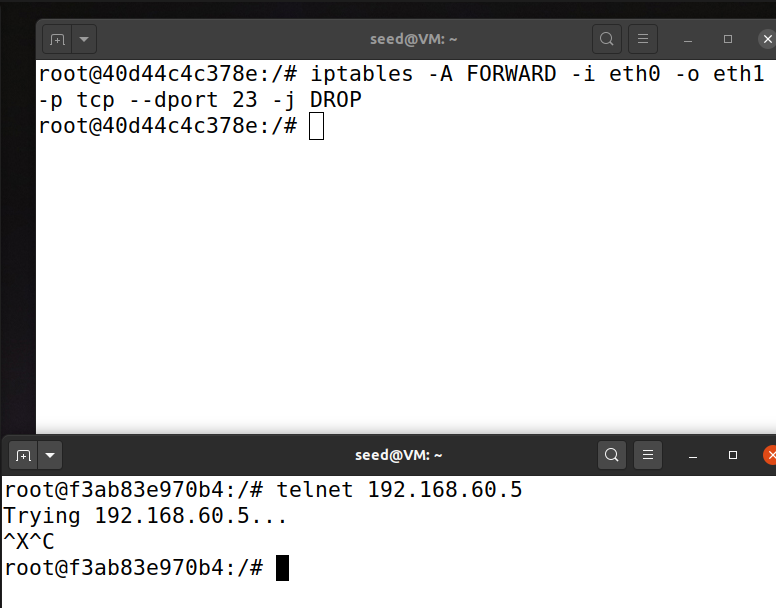 seed@VM: ~
root@40d44c4c378e:/# iptables -A FORWARD -i eth0 -o eth1
-p tcp --dport 23 -j DROP
root@40d44c4c378e:/#
seed@VM: ~
root@f3ab83e970b4:/# telnet 192.168.60.5
Trying 192.168.60.5...
^X^C
root@f3ab83e970b4:/#